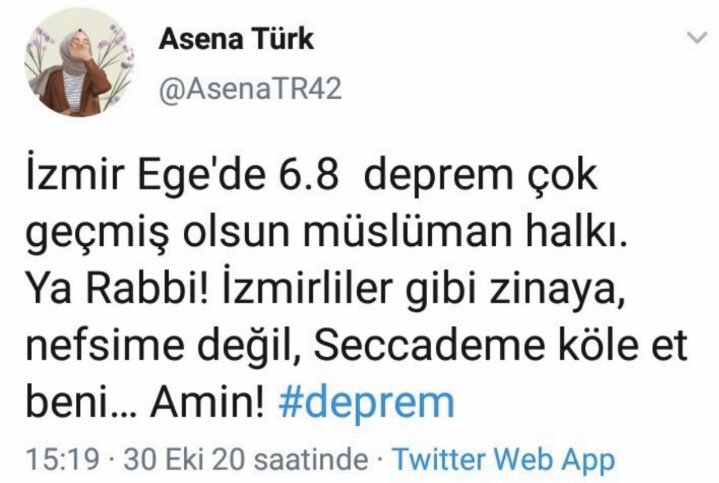 Asena Türk
@AsenaTR42
İzmir Ege'de 6.8 deprem çok
geçmiş olsun müslüman halkı.
Ya Rabbi! İzmirliler gibi zinaya,
nefsime değil, Seccademe köle et
beni... Amin! #deprem
15:19 · 30 Eki 20 saatinde · Twitter Web App